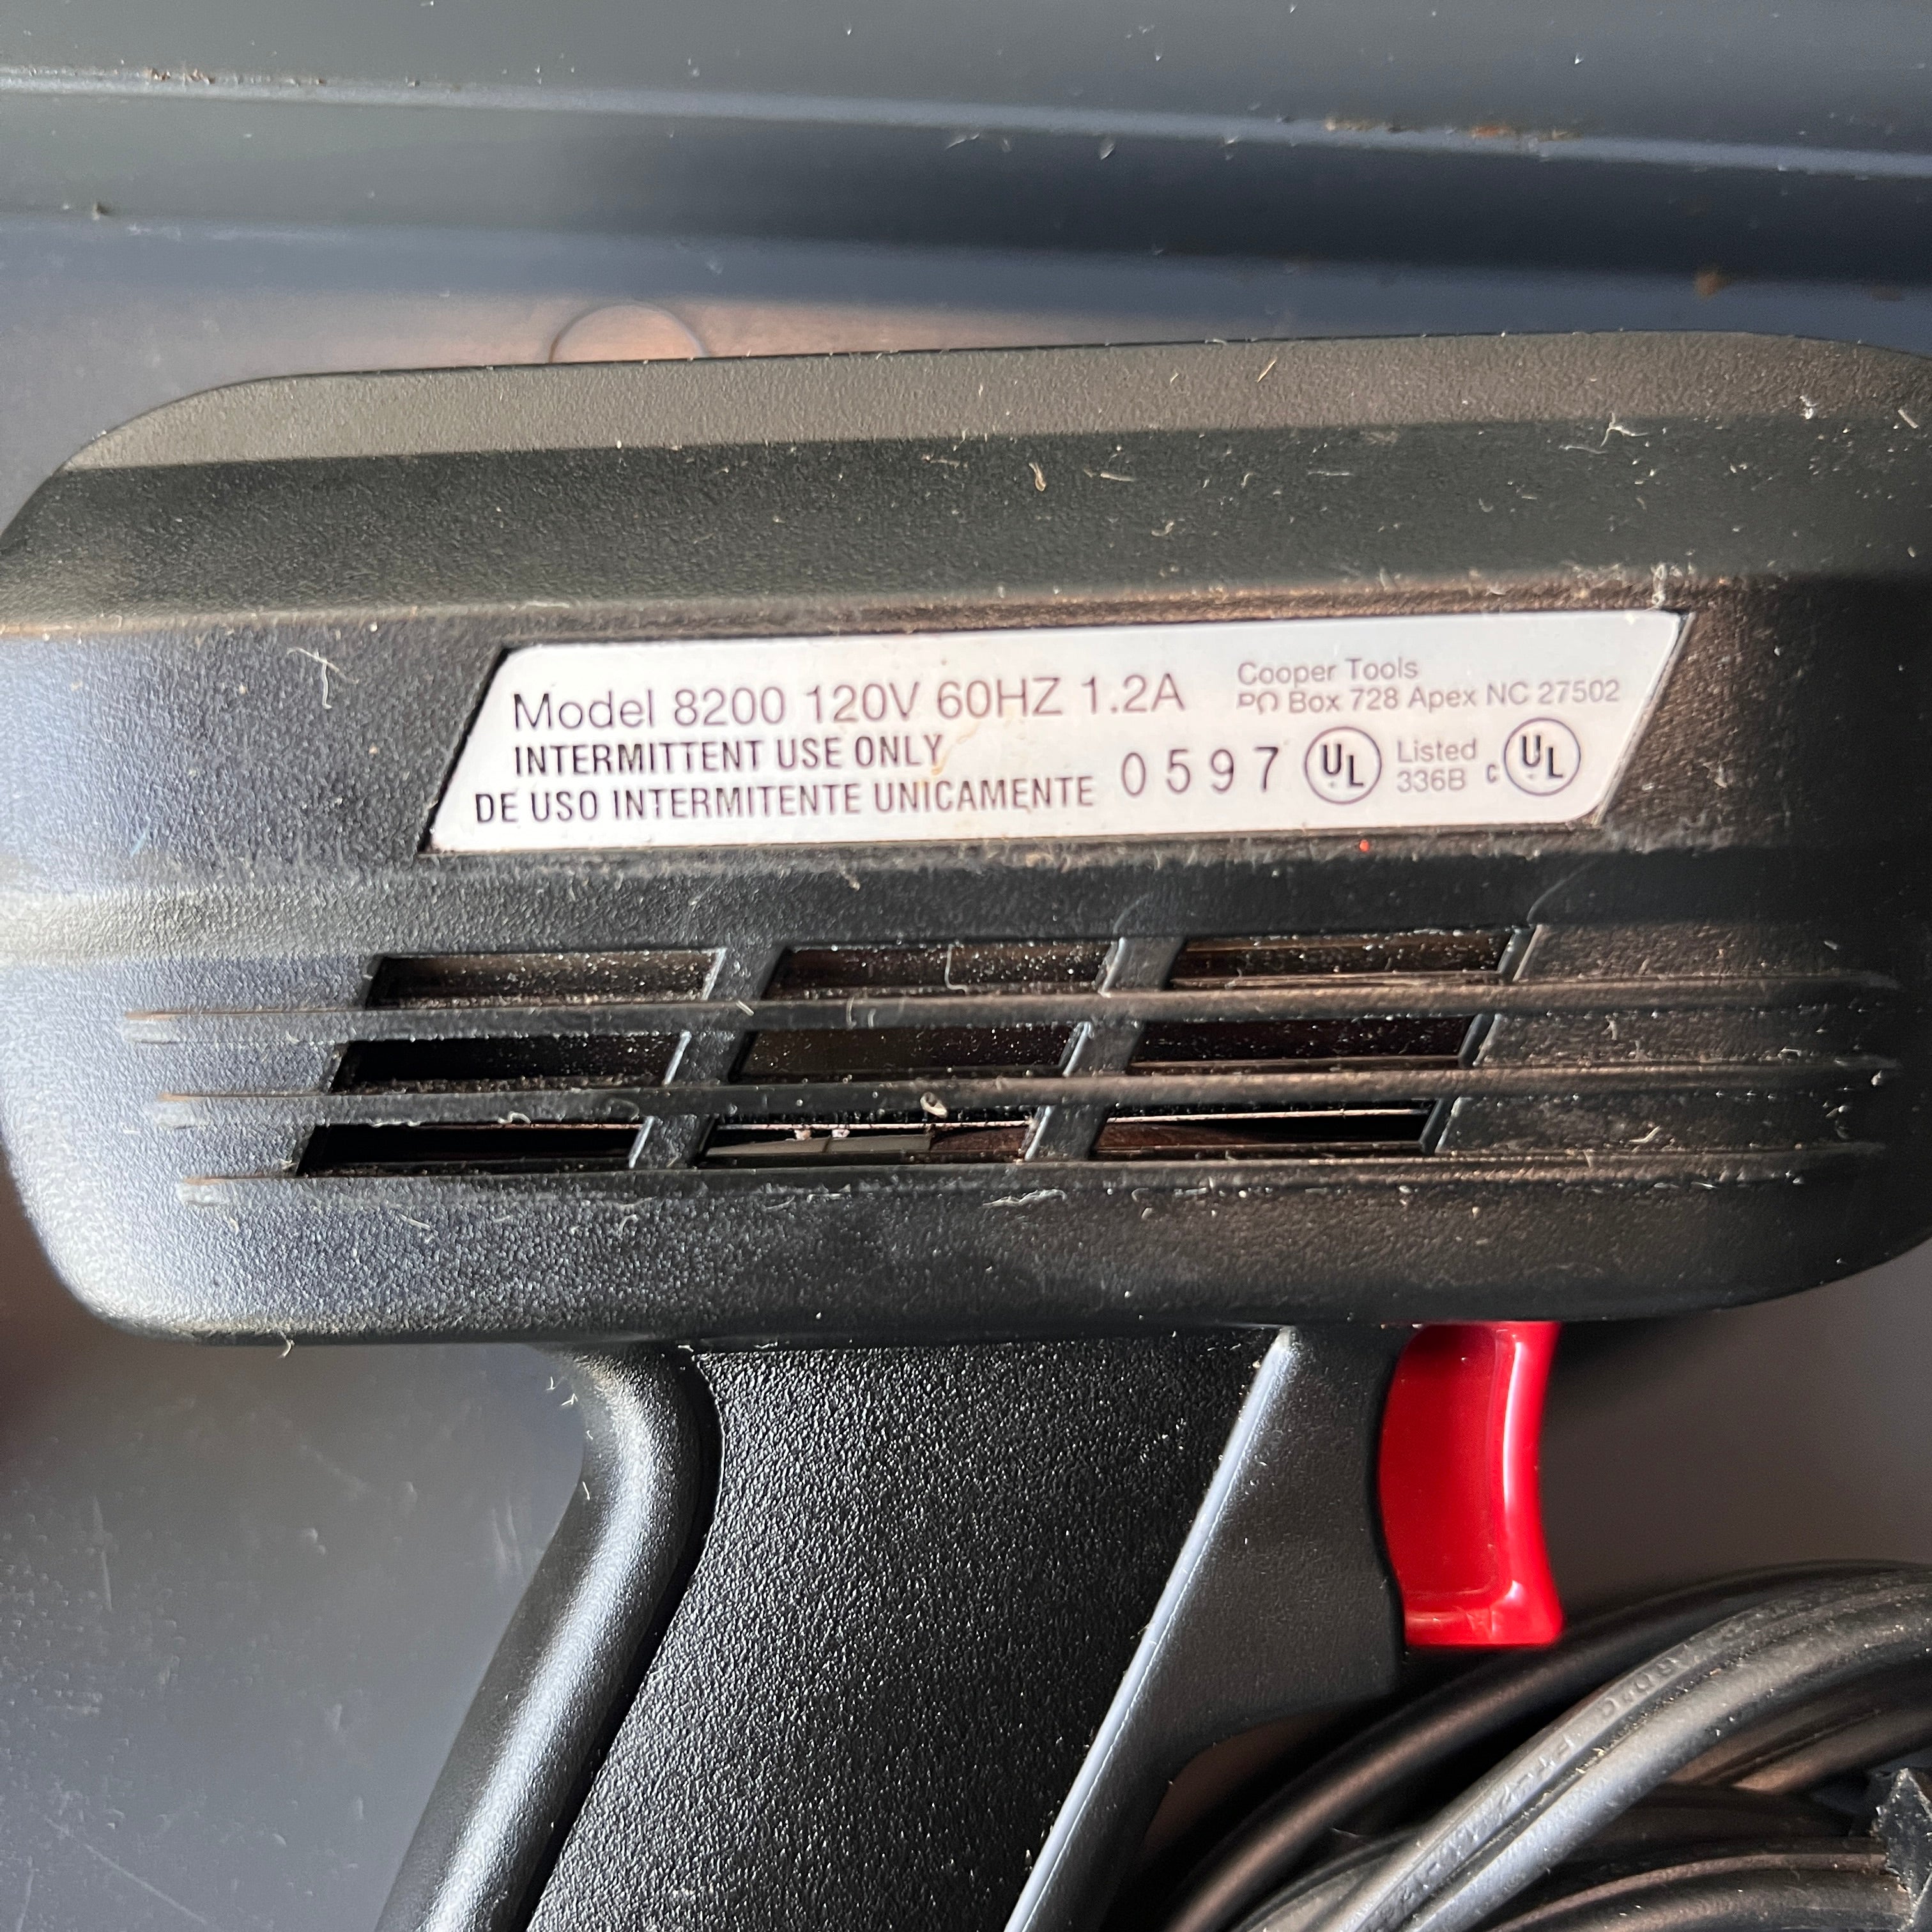 Model 8200 120V 60HZ 1.2A
INTERMITTENT USE ONLY
DE USO INTERMITENTE UNICAMENTE
0597
Cooper Tools
PO Box 728 Apex NC 27502
UL
Listed
336B
c UL